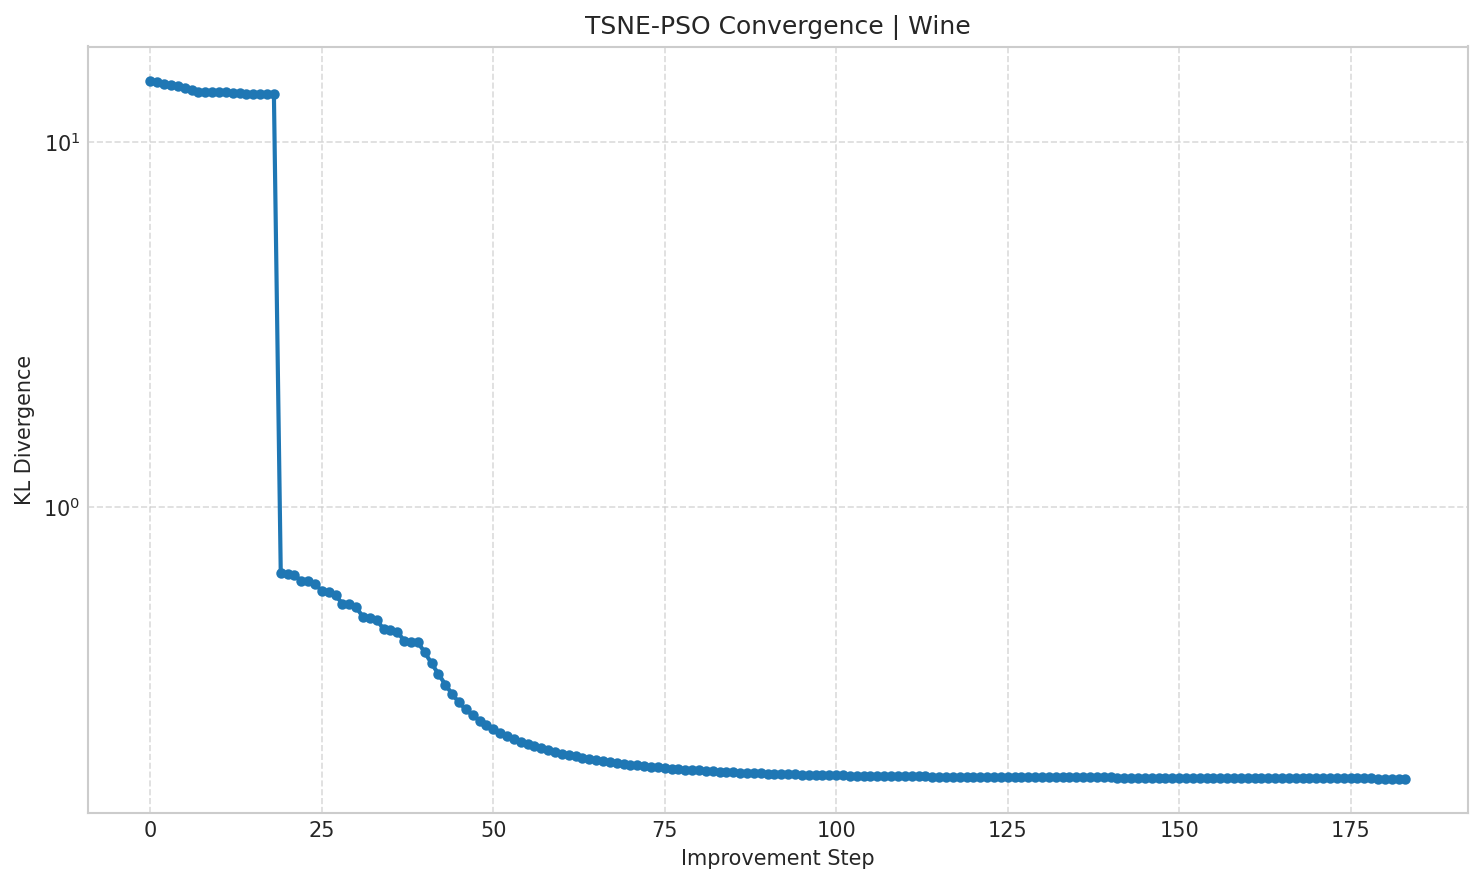 TSNE-PSO Convergence | Wine
KL Divergence
10¹
10⁰
0 25 50 75 100 125 150 175
Improvement Step